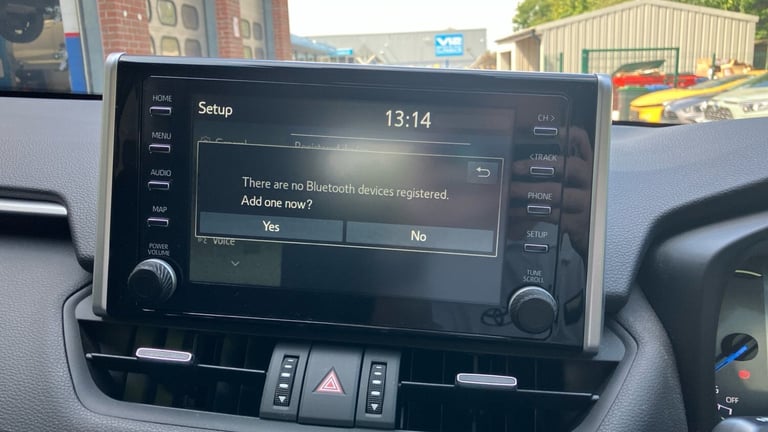 V12
HOME
MENU
AUDIO
MAP
POWER
VOLUME
Setup
13:14
There are no Bluetooth devices registered.
Add one now?
Yes
No
Voice
CH >
< TRACK
PHONE
SETUP
TUNE
SCROLL
OFF